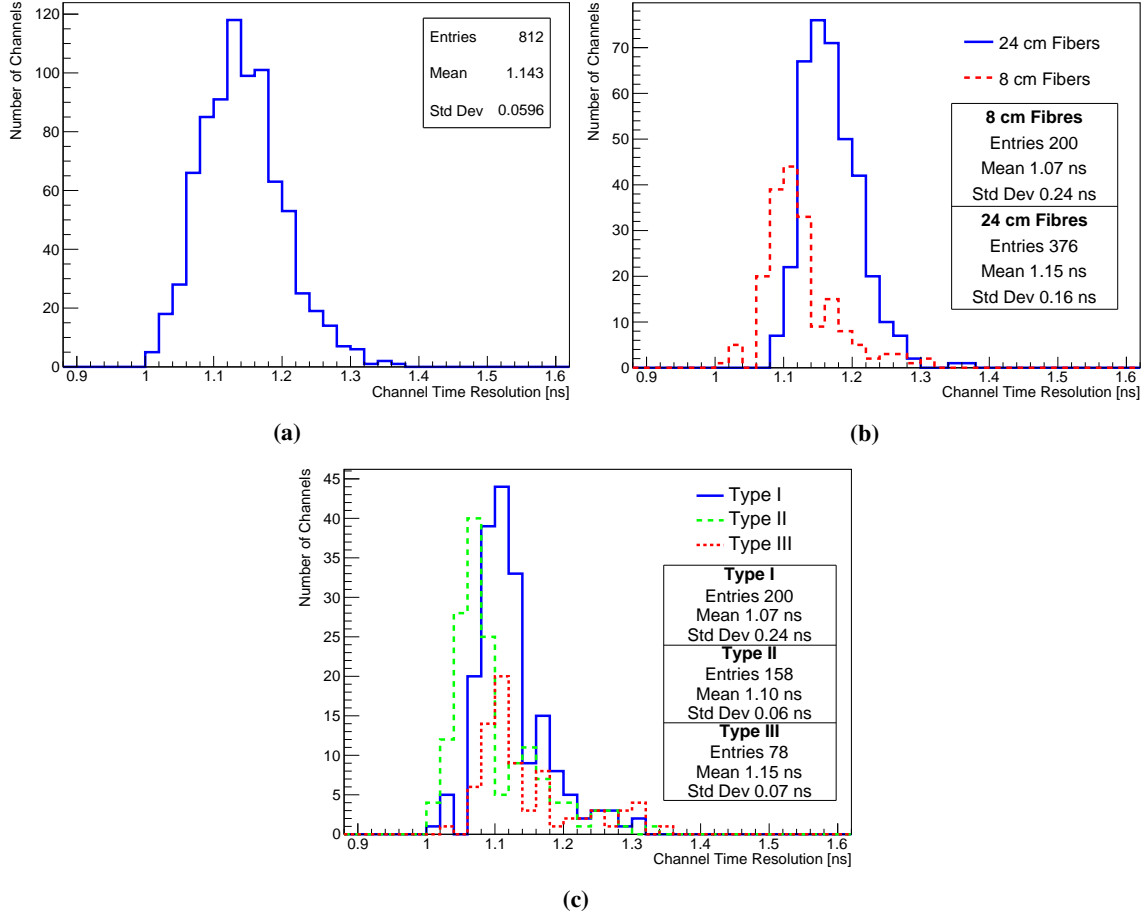 Number of Channels
120
100
80
60
40
20
0
0.9 1 1.1 1.2 1.3 1.4 1.5 1.6
Channel Time Resolution [ns]
Entries 812
Mean 1.143
Std Dev 0.0596
(a)
Number of Channels
70
60
50
40
30
20
10
0
0.9 1 1.1 1.2 1.3 1.4 1.5 1.6
Channel Time Resolution [ns]
24 cm Fibers
8 cm Fibers
8 cm Fibres
Entries 200
Mean 1.07 ns
Std Dev 0.24 ns
24 cm Fibres
Entries 376
Mean 1.15 ns
Std Dev 0.16 ns
(b)
Number of Channels
45
40
35
30
25
20
15
10
5
0
0.9 1 1.1 1.2 1.3 1.4 1.5 1.6
Channel Time Resolution [ns]
Type I
Type II
Type III
Type I
Entries 200
Mean 1.07 ns
Std Dev 0.24 ns
Type II
Entries 158
Mean 1.10 ns
Std Dev 0.06 ns
Type III
Entries 78
Mean 1.15 ns
Std Dev 0.07 ns
(c)